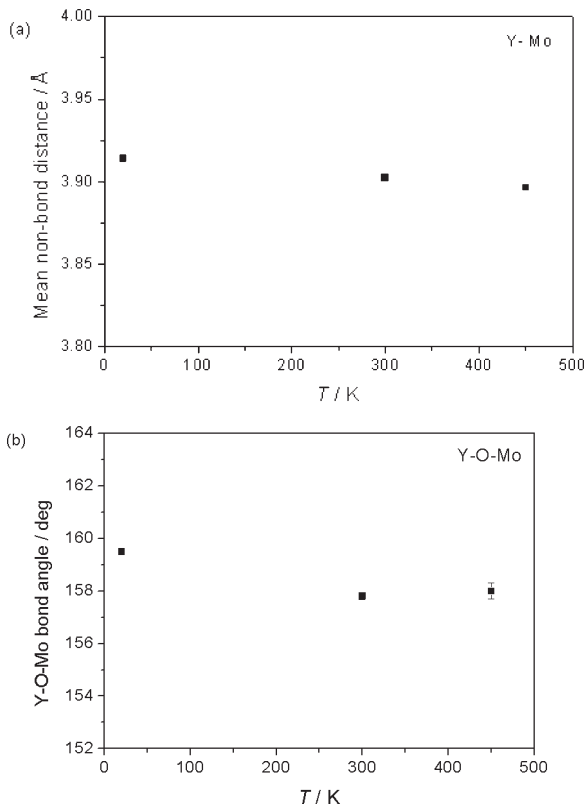 (a)
Y- Mo
4.00
3.95
3.90
3.85
3.80
Mean non-bond distance / Å
0 100 200 300 400 500
T / K
(b)
Y-O-Mo
164
162
160
158
156
154
152
Y-O-Mo bond angle / deg
0 100 200 300 400 500
T / K